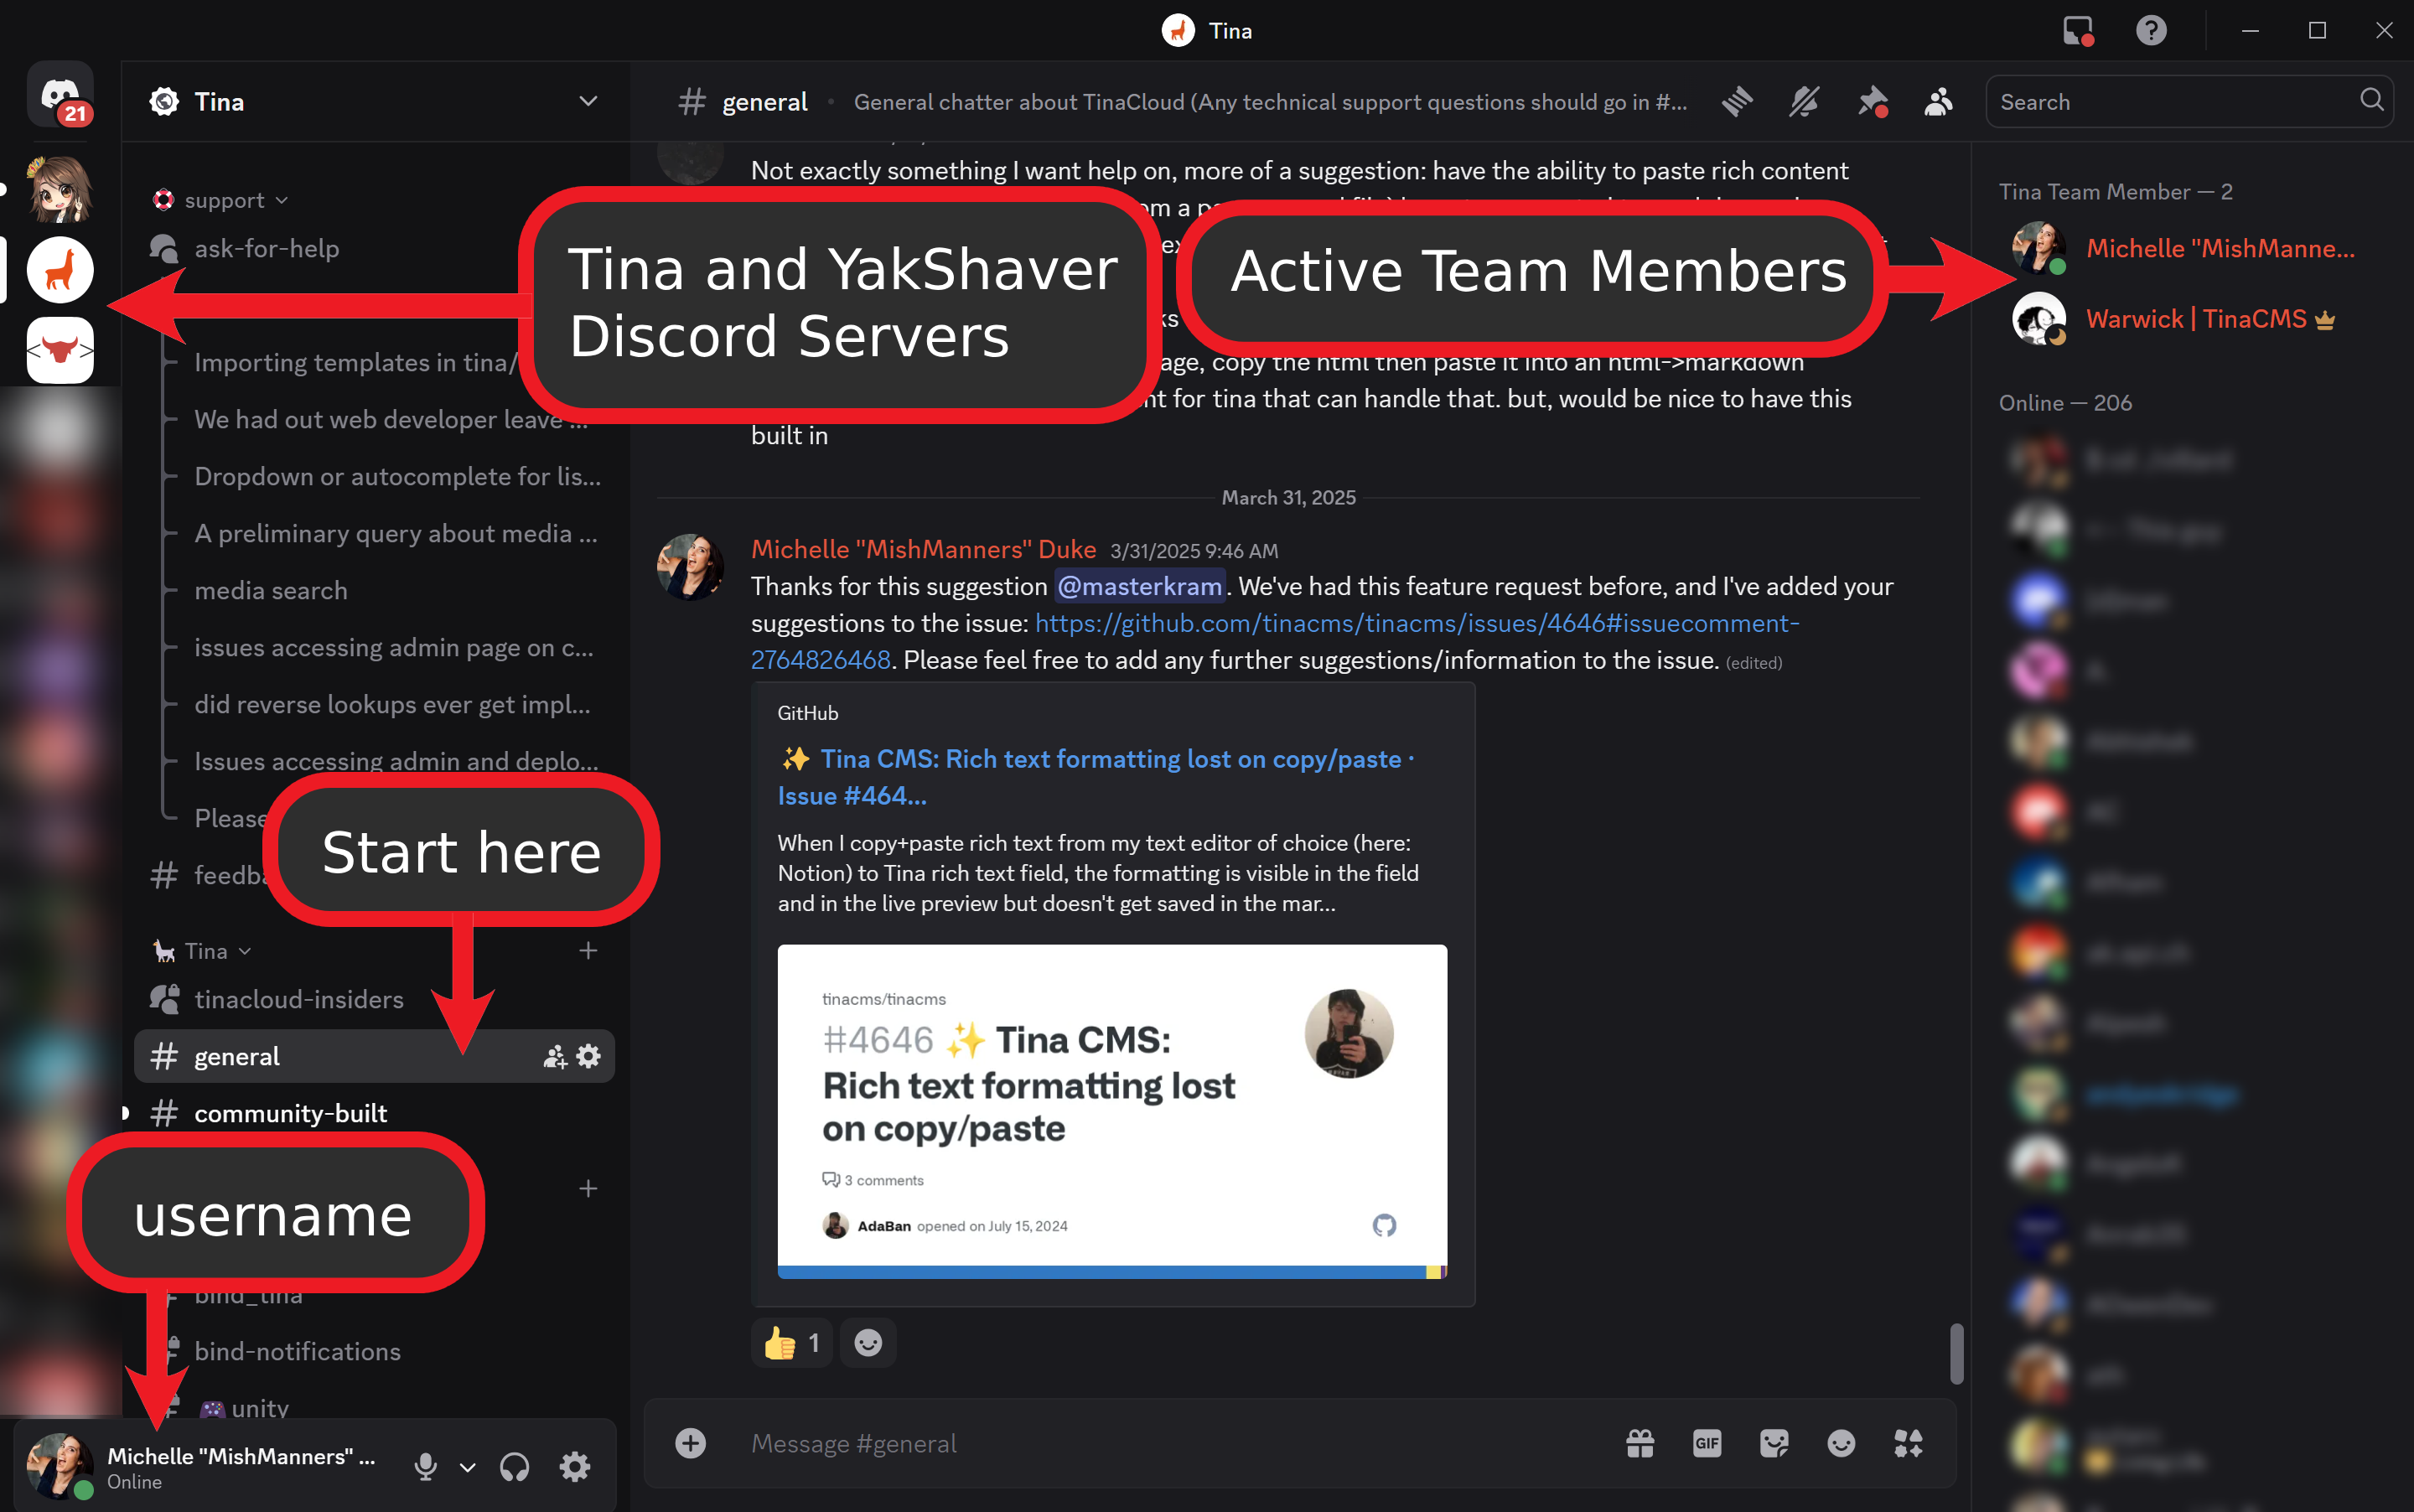 Tina
21
Tina
support
ask-for-help
Importing templates in tina/
We had out web developer leave ...
Dropdown or autocomplete for lis...
A preliminary query about media ...
media search
issues accessing admin page on c...
did reverse lookups ever get impl...
Issues accessing admin and deplo...
Please
feedba
Tina
tinacloud-insiders
general
community-built
bind_tina
bind-notifications
unity
Michelle "MishManners" ...
Online
Tina and YakShaver
Discord Servers
Start here
username
Active Team Members
# general • General chatter about TinaCloud (Any technical support questions should go in #...
Search
Not exactly something I want help on, more of a suggestion: have the ability to paste rich content
om a
ks
age, copy the html then paste it into an html->markdown
nt for tina that can handle that. but, would be nice to have this
built in
March 31, 2025
Michelle "MishManners" Duke 3/31/2025 9:46 AM
Thanks for this suggestion @masterkram. We've had this feature request before, and I've added your
suggestions to the issue: https://github.com/tinacms/tinacms/issues/4646#issuecomment-
2764826468. Please feel free to add any further suggestions/information to the issue. (edited)
GitHub
✨ Tina CMS: Rich text formatting lost on copy/paste ·
Issue #464...
When I copy+paste rich text from my text editor of choice (here:
Notion) to Tina rich text field, the formatting is visible in the field
and in the live preview but doesn't get saved in the mar...
tinacms/tinacms
#4646 ✨ Tina CMS:
Rich text formatting lost
on copy/paste
3 comments
AdaBan opened on July 15, 2024
👍 1
Message #general
GIF
Tina Team Member — 2
Michelle "MishManne...
Warwick | TinaCMS
Online — 206